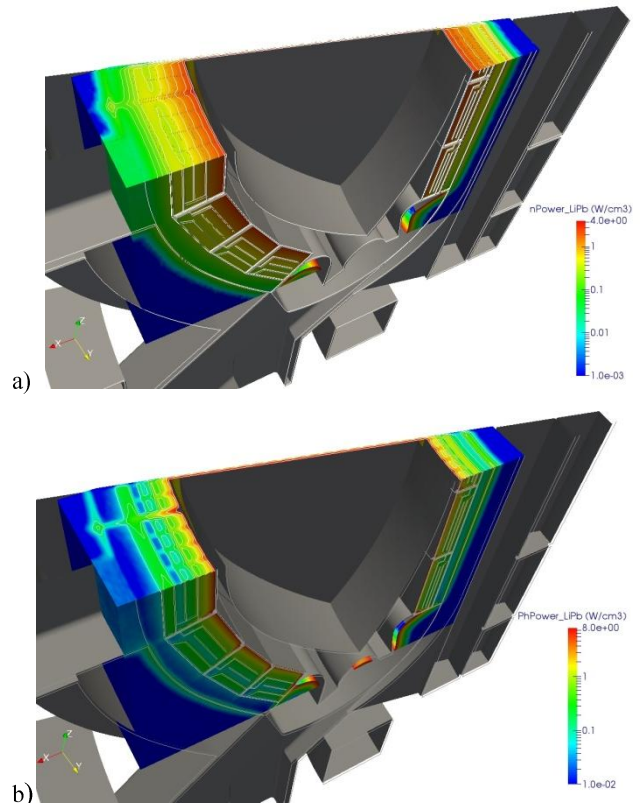 nPower_LiPb (W/cm3)
4.0e+00
1
0.1
0.01
1.0e-03
X
Z
Y
a)
PhPower_LiPb (W/cm3)
8.0e+00
1
0.1
1.0e-02
X
Z
Y
b)